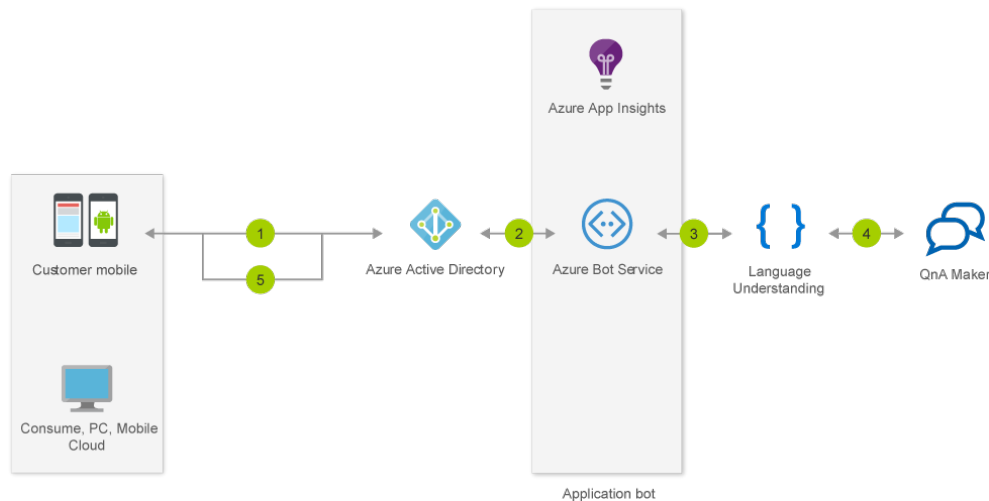 Azure App Insights
1
2
3
4
Customer mobile
Azure Active Directory
Azure Bot Service
Language
Understanding
QnA Maker
5
Consume, PC, Mobile
Cloud
Application bot